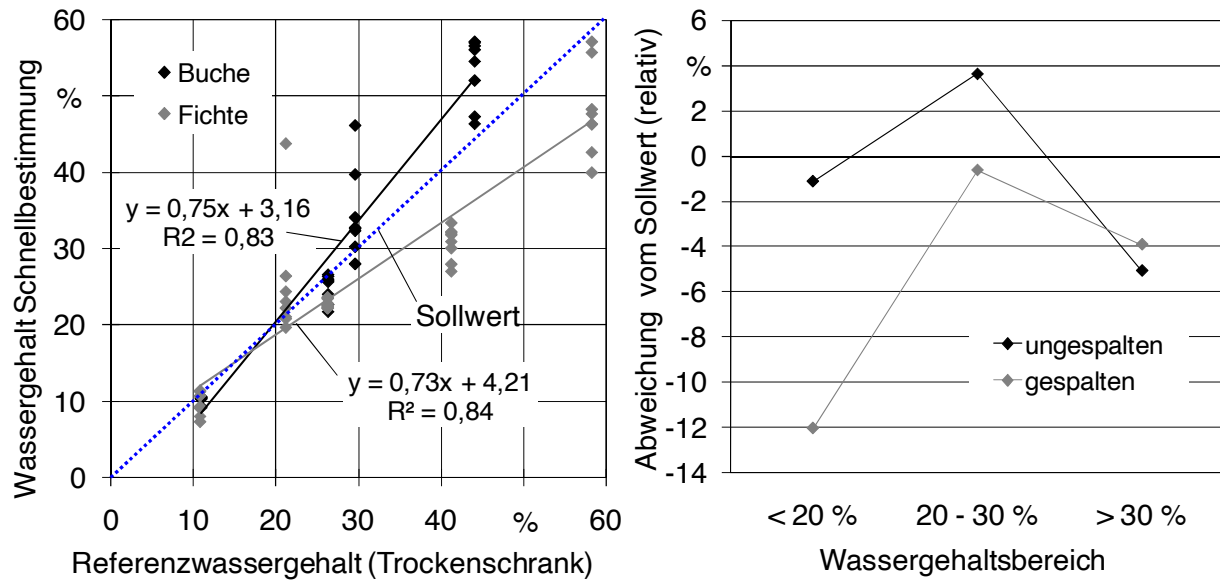 60
50
%
40
30
20
10
0
Wassergehalt Schnellbestimmung
Buche
Fichte
y = 0,75x + 3,16
R2 = 0,83
Sollwert
y = 0,73x + 4,21
R² = 0,84
0 10 20 30 40 % 60
Referenzwassergehalt (Trockenschrank)
Abweichung vom Sollwert (relativ)
6
%
2
0
-2
-4
-6
-8
-10
-12
-14
ungespalten
gespalten
< 20 % 20 - 30 % > 30 %
Wassergehaltsbereich